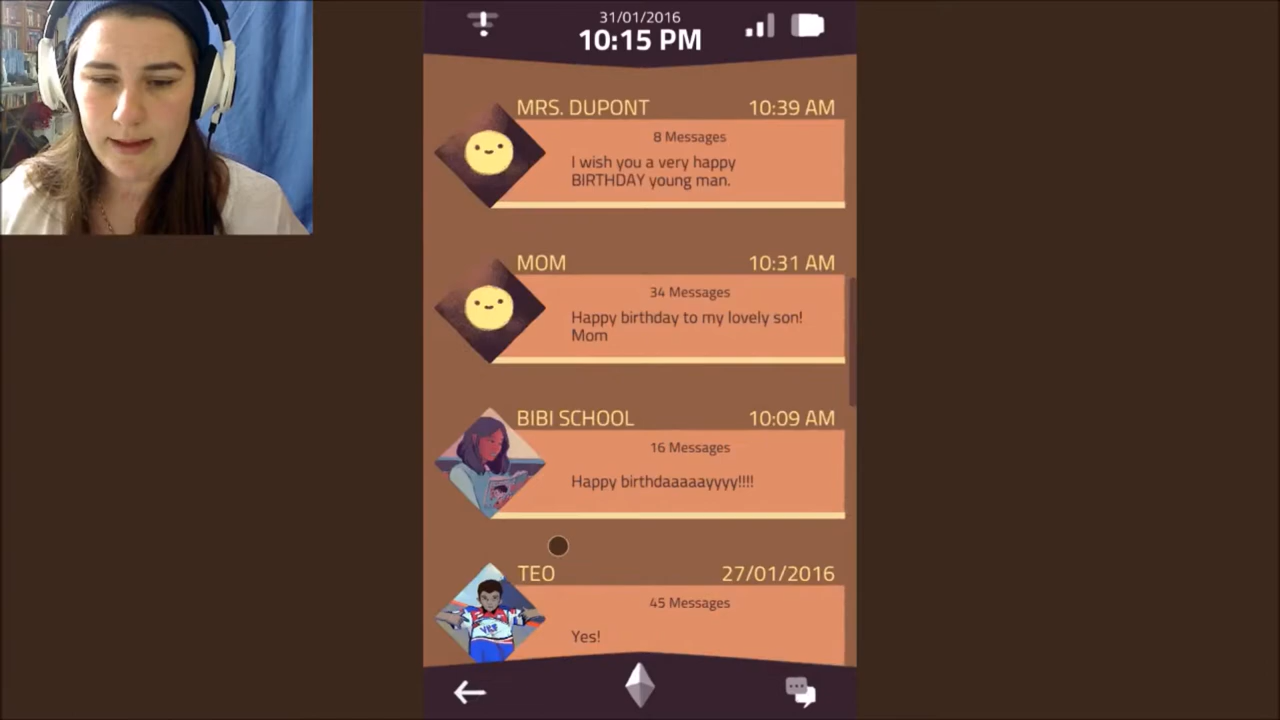 31/01/2016
10:15 PM
MRS. DUPONT 10:39 AM
8 Messages
I wish you a very happy
BIRTHDAY young man.
MOM 10:31 AM
34 Messages
Happy birthday to my lovely son!
Mom
BIBI SCHOOL 10:09 AM
16 Messages
Happy birthdaaaaayyyy!!!!
TEO 27/01/2016
45 Messages
Yes!